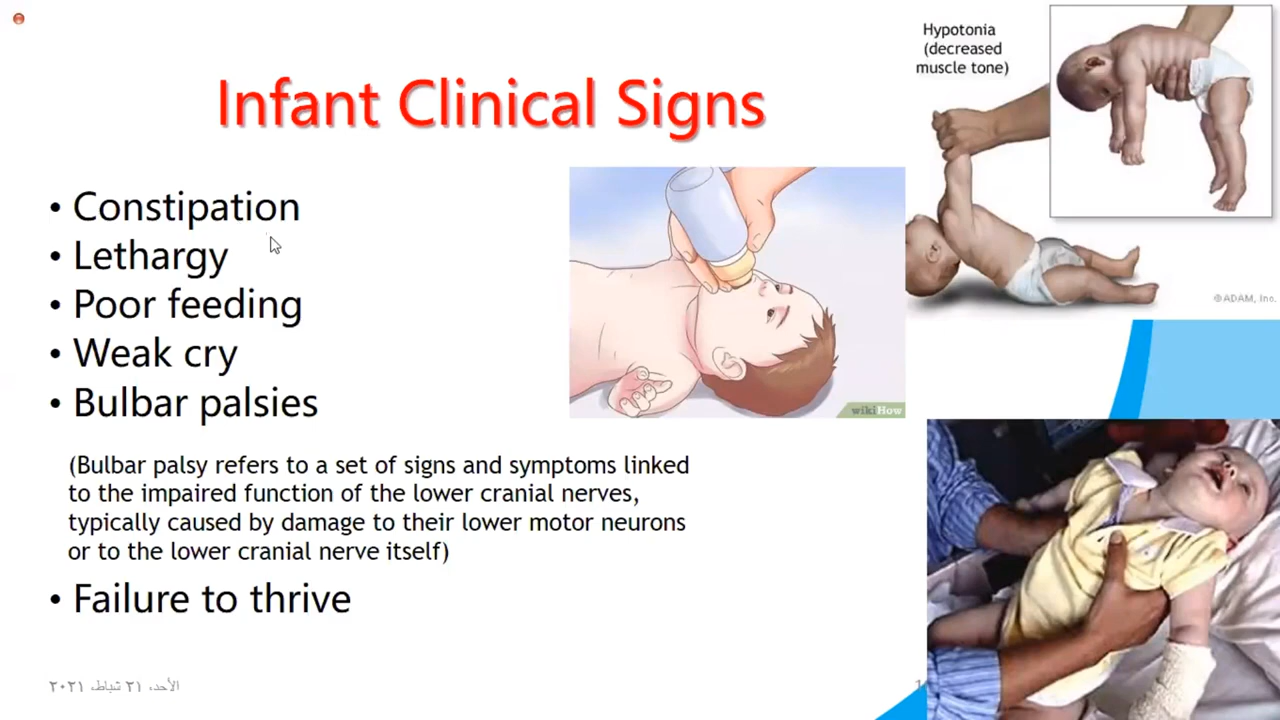 Infant Clinical Signs
• Constipation
• Lethargy
• Poor feeding
• Weak cry
• Bulbar palsies
(Bulbar palsy refers to a set of signs and symptoms linked
to the impaired function of the lower cranial nerves,
typically caused by damage to their lower motor neurons
or to the lower cranial nerve itself)
• Failure to thrive
Hypotonia
(decreased
muscle tone)
©ADAM, Inc.
wikiHow
الأحد، ٢١ شباط، ٢٠٢١